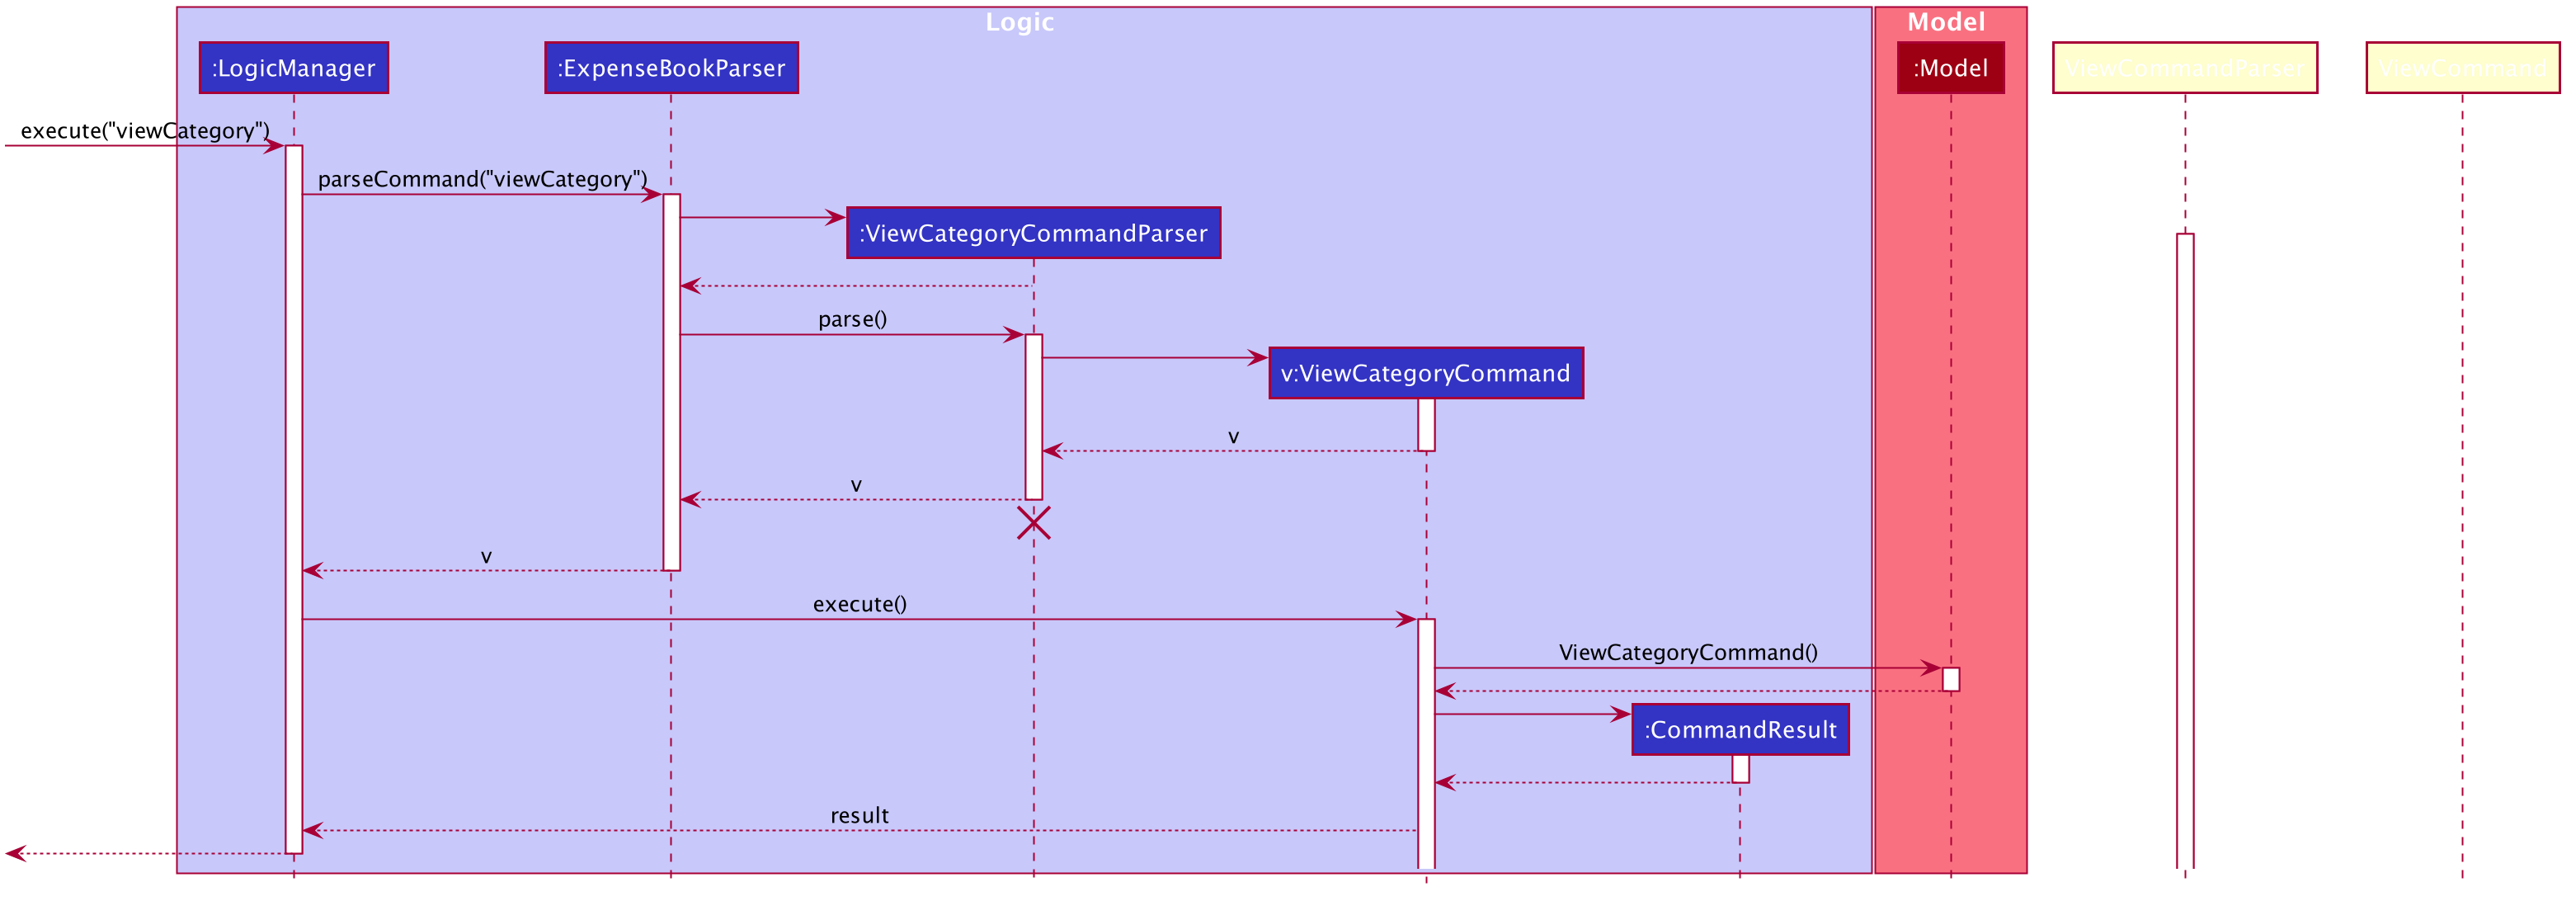 Logic
Model
:LogicManager
:ExpenseBookParser
:Model
ViewCommandParser
ViewCommand
execute("viewCategory")
parseCommand("viewCategory")
:ViewCategoryCommandParser
parse()
v:ViewCategoryCommand
v
v
v
execute()
ViewCategoryCommand()
:CommandResult
result